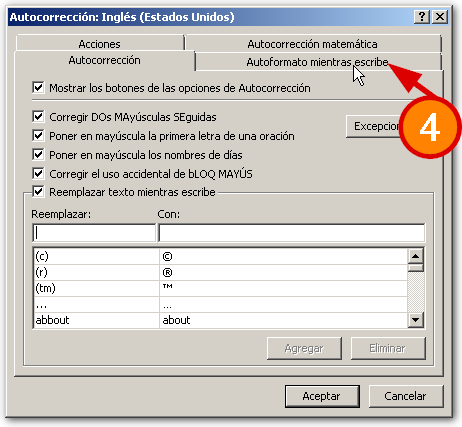 Autocorrección: Inglés (Estados Unidos)
Acciones Autocorrección matemática
Autocorrección Autoformato mientras escribe
Mostrar los botones de las opciones de Autocorrección
Corregir DOs MAyúsculas SEguidas
Poner en mayúscula la primera letra de una oración
Poner en mayúscula los nombres de días
Corregir el uso accidental de bLOQ MAYÚS
Reemplazar texto mientras escribe
4
Reemplazar: Con:
(c) ©
(r) ®
(tm) ™
... ...
abbout about
Agregar Eliminar
Aceptar Cancelar